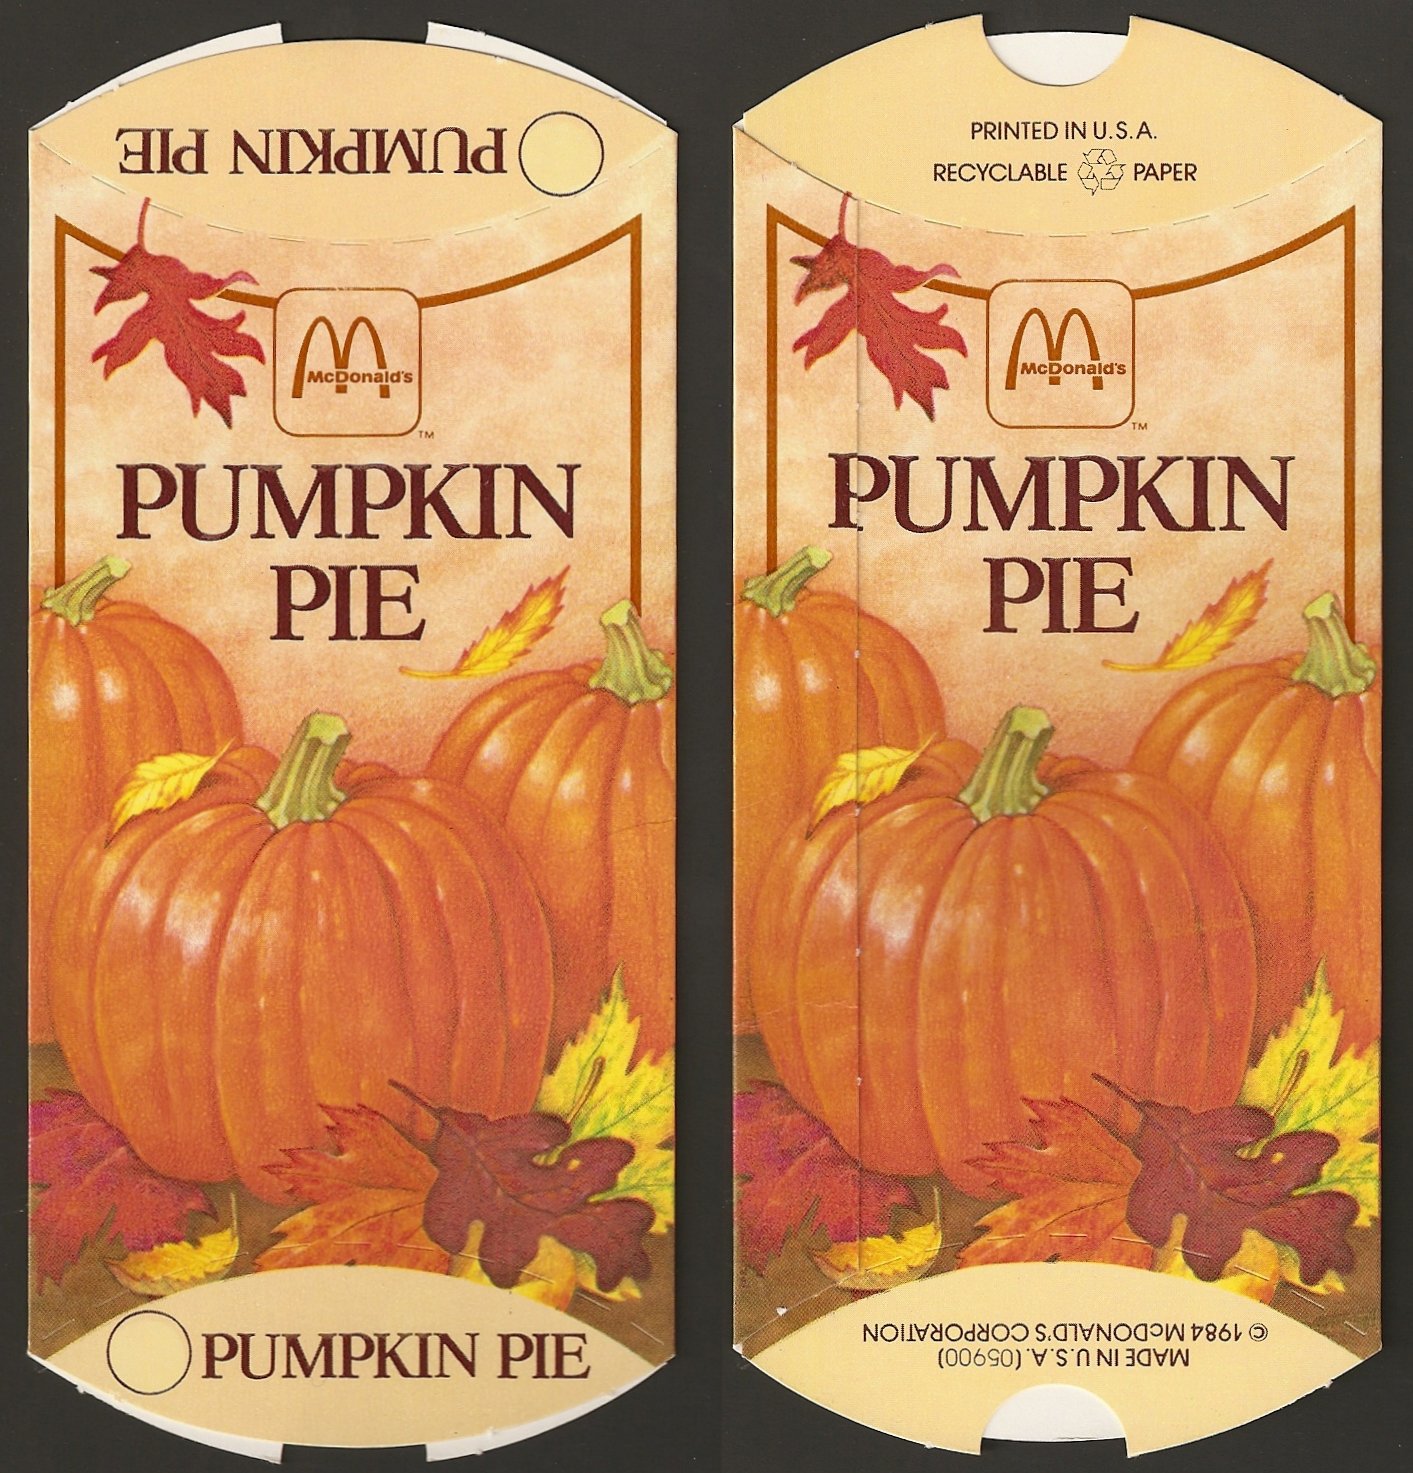 PUMPKIN PIE
McDonald's
TM
PUMPKIN
PIE
PUMPKIN PIE
PRINTED IN U.S.A.
RECYCLABLE PAPER
McDonald's
TM
PUMPKIN
PIE
MADE IN U.S.A. (05900)
© 1984 McDONALD'S CORPORATION